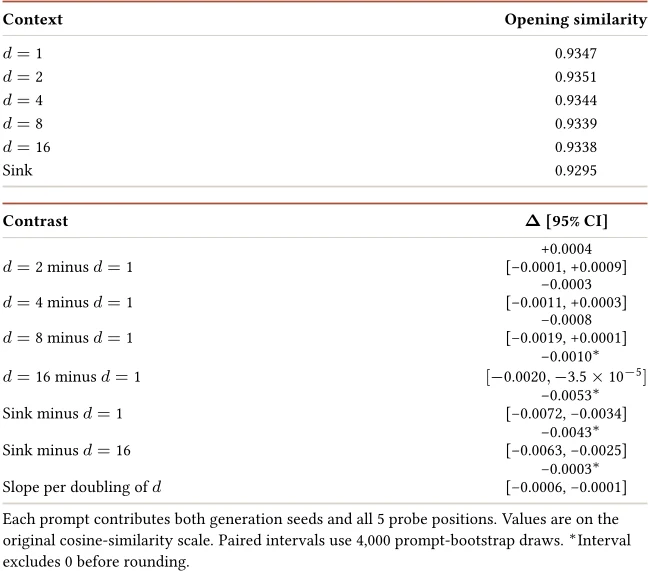 Context Opening similarity
d = 1 0.9347
d = 2 0.9351
d = 4 0.9344
d = 8 0.9339
d = 16 0.9338
Sink 0.9295
Contrast Δ [95% CI]
+0.0004
d = 2 minus d = 1 [−0.0001, +0.0009]
−0.0003
d = 4 minus d = 1 [−0.0011, +0.0003]
−0.0008
d = 8 minus d = 1 [−0.0019, +0.0001]
−0.0010*
d = 16 minus d = 1 [−0.0020, −3.5 × 10⁻⁵]
−0.0053*
Sink minus d = 1 [−0.0072, −0.0034]
−0.0043*
Sink minus d = 16 [−0.0063, −0.0025]
−0.0003*
Slope per doubling of d [−0.0006, −0.0001]
Each prompt contributes both generation seeds and all 5 probe positions. Values are on the
original cosine-similarity scale. Paired intervals use 4,000 prompt-bootstrap draws. *Interval
excludes 0 before rounding.